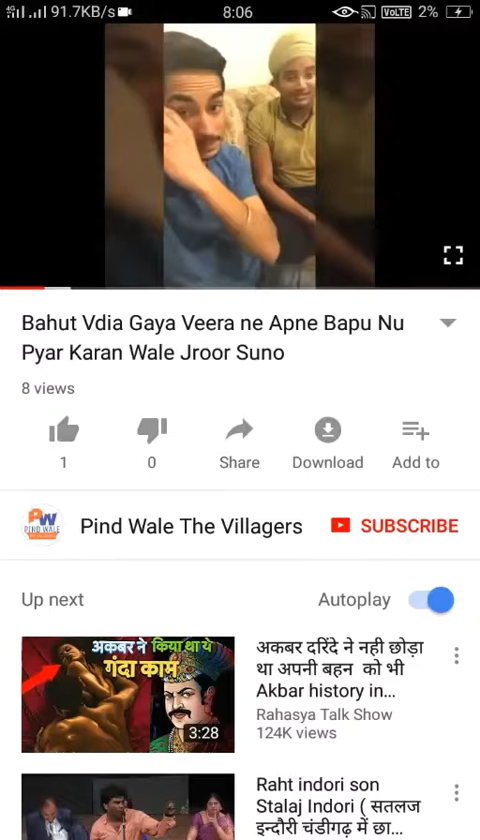 4G 91.7KB/s 8:06 VoLTE 2%
Bahut Vdia Gaya Veera ne Apne Bapu Nu
Pyar Karan Wale Jroor Suno
8 views
1 0 Share Download Add to
PW
PIND WALE
Pind Wale The Villagers SUBSCRIBE
Up next Autoplay
अकबर ने किया था ये
गंदा काम
3:28
अकबर दरिंदे ने नही छोड़ा
था अपनी बहन को भी
Akbar history in...
Rahasya Talk Show
124K views
Raht indori son
Stalaj Indori ( सतलज
इन्दौरी चंडीगढ़ में छा...